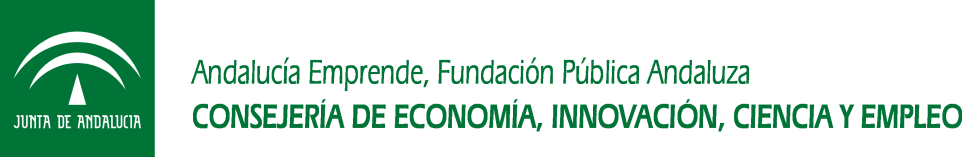 JUNTA DE ANDALUCIA
Andalucía Emprende, Fundación Pública Andaluza
CONSEJERÍA DE ECONOMÍA, INNOVACIÓN, CIENCIA Y EMPLEO